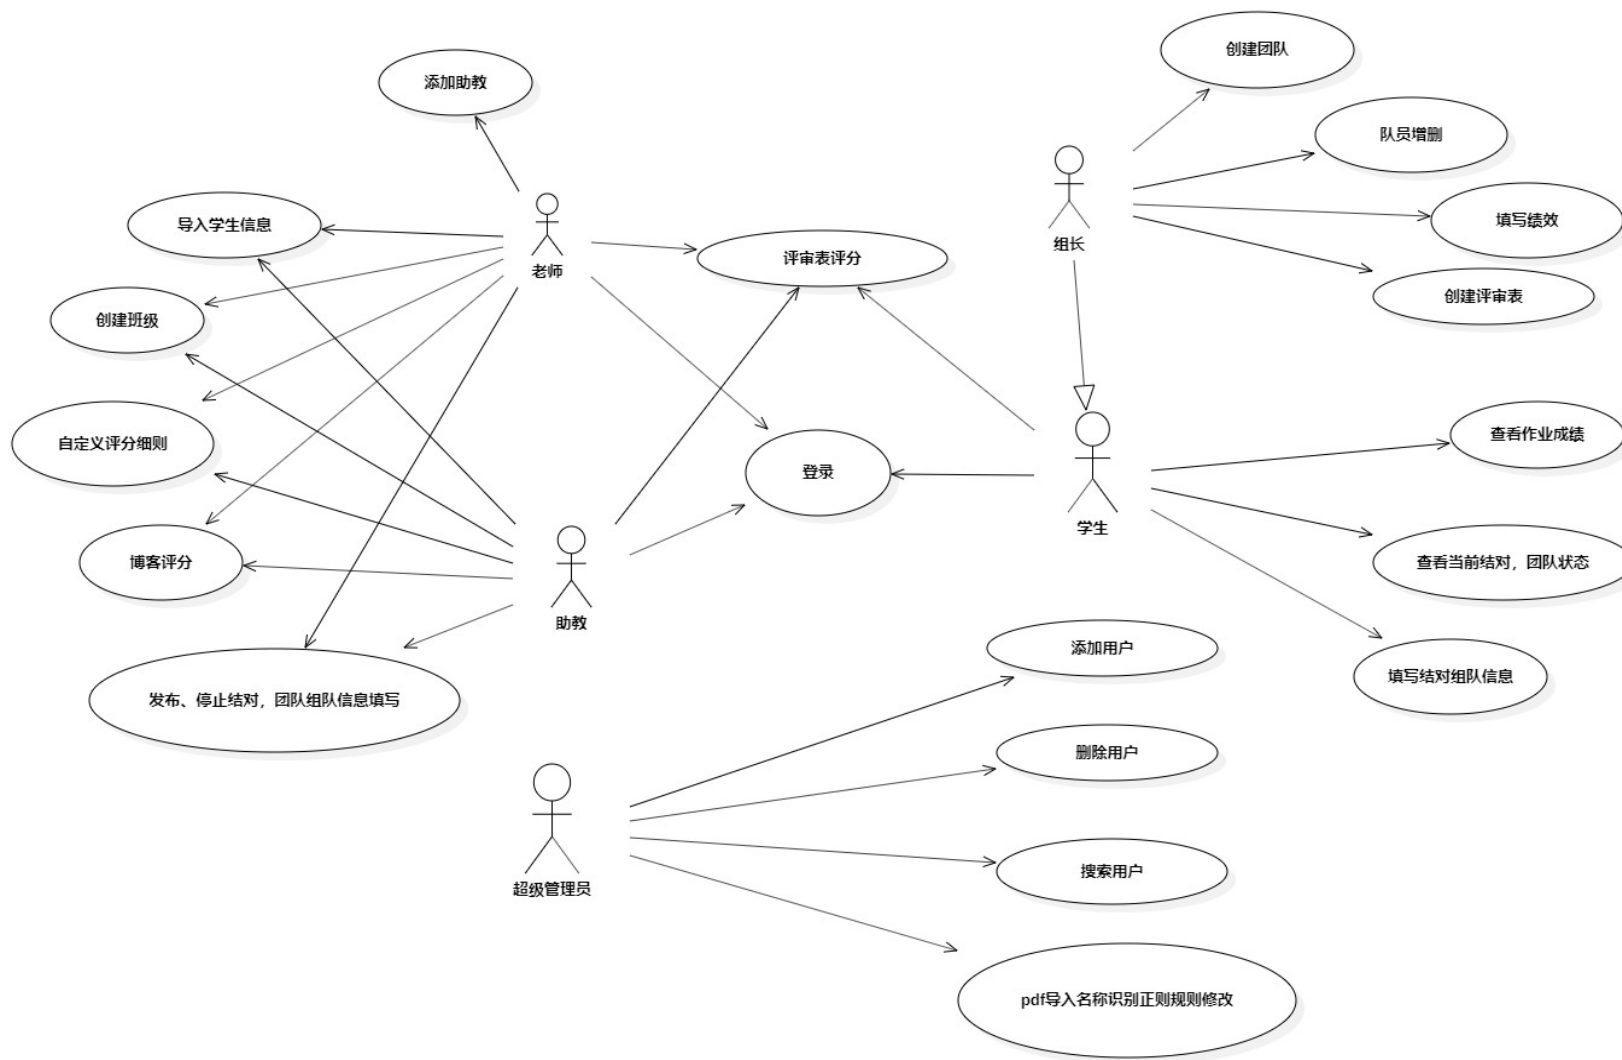 创建团队
添加助教
队员增删
填写绩效
组长
导入学生信息
老师
评审表评分
创建评审表
创建班级
自定义评分细则
查看作业成绩
登录
学生
博客评分
查看当前结对，团队状态
助教
添加用户
填写结对组队信息
发布、停止结对，团队组队信息填写
删除用户
搜索用户
超级管理员
pdf导入名称识别正则规则修改